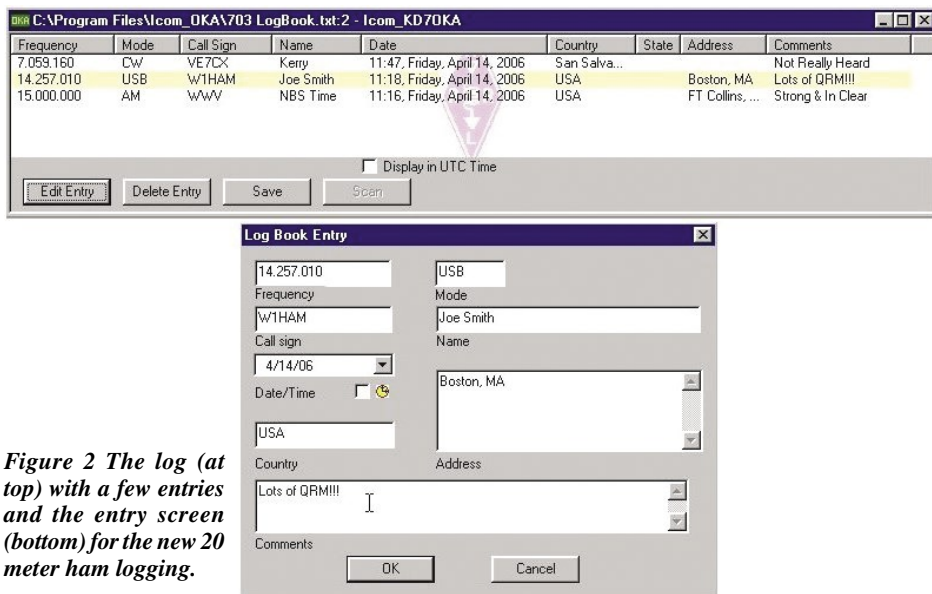 OKA C:\Program Files\Icom_OKA\703 LogBook.txt:2 - Icom_KD7OKA
Frequency Mode Call Sign Name Date Country State Address Comments
7.059.160 CW VE7CX Kerry 11:47, Friday, April 14, 2006 San Salva... Not Really Heard
14.257.010 USB W1HAM Joe Smith 11:18, Friday, April 14, 2006 USA Boston, MA Lots of QRM!!!
15.000.000 AM WWV NBS Time 11:16, Friday, April 14, 2006 USA FT Collins, ... Strong & In Clear
Display in UTC Time
Edit Entry Delete Entry Save Scan
Log Book Entry
14.257.010 USB
Frequency Mode
W1HAM Joe Smith
Call sign Name
4/14/06
Date/Time
Boston, MA
USA
Country Address
Lots of QRM!!!
Comments
OK Cancel
Figure 2 The log (at
top) with a few entries
and the entry screen
(bottom) for the new 20
meter ham logging.